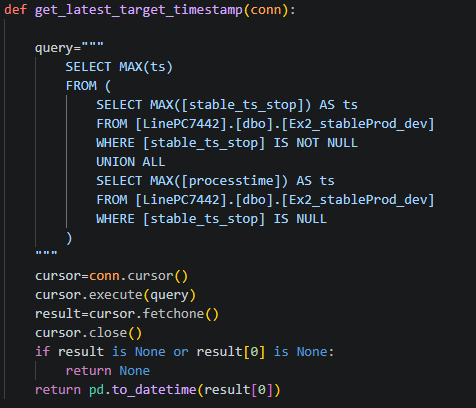 def get_latest_target_timestamp(conn):
query="""
SELECT MAX(ts)
FROM (
SELECT MAX([stable_ts_stop]) AS ts
FROM [LinePC7442].[dbo].[Ex2_stableProd_dev]
WHERE [stable_ts_stop] IS NOT NULL
UNION ALL
SELECT MAX([processtime]) AS ts
FROM [LinePC7442].[dbo].[Ex2_stableProd_dev]
WHERE [stable_ts_stop] IS NULL
)
"""
cursor=conn.cursor()
cursor.execute(query)
result=cursor.fetchone()
cursor.close()
if result is None or result[0] is None:
return None
return pd.to_datetime(result[0])